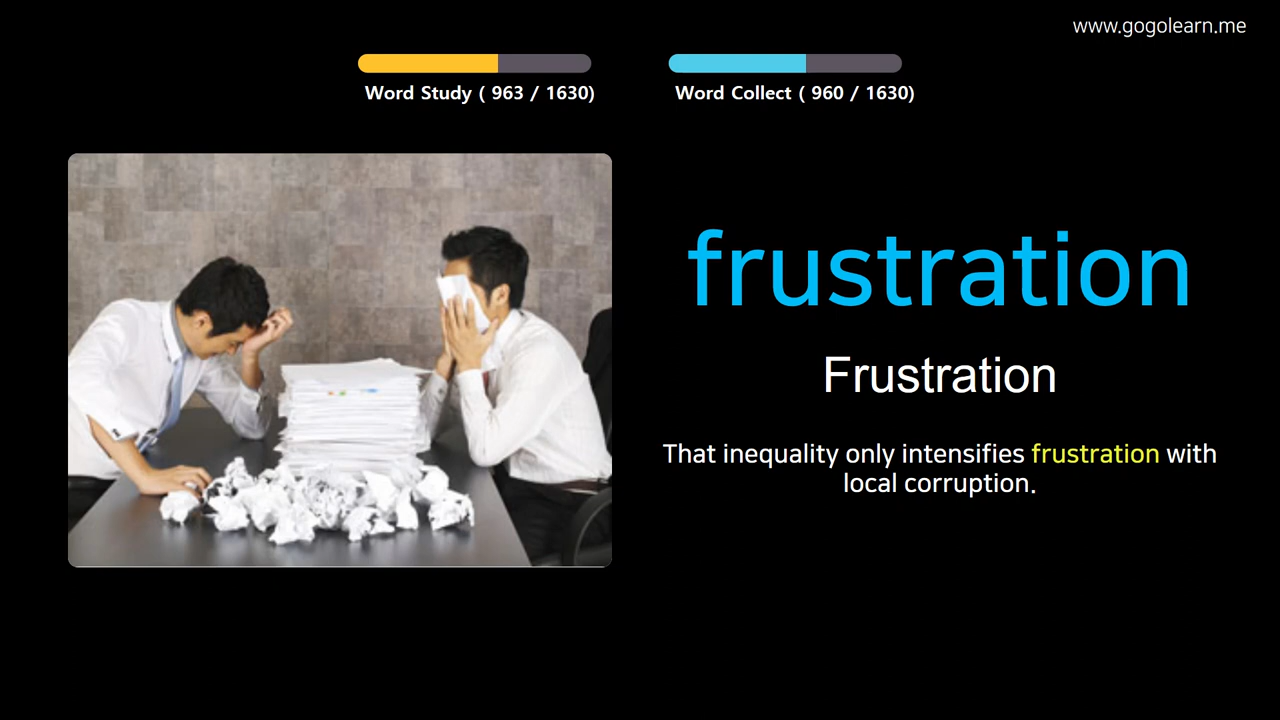 www.gogolearn.me
Word Study ( 963 / 1630)
Word Collect ( 960 / 1630)
frustration
Frustration
That inequality only intensifies frustration with
local corruption.